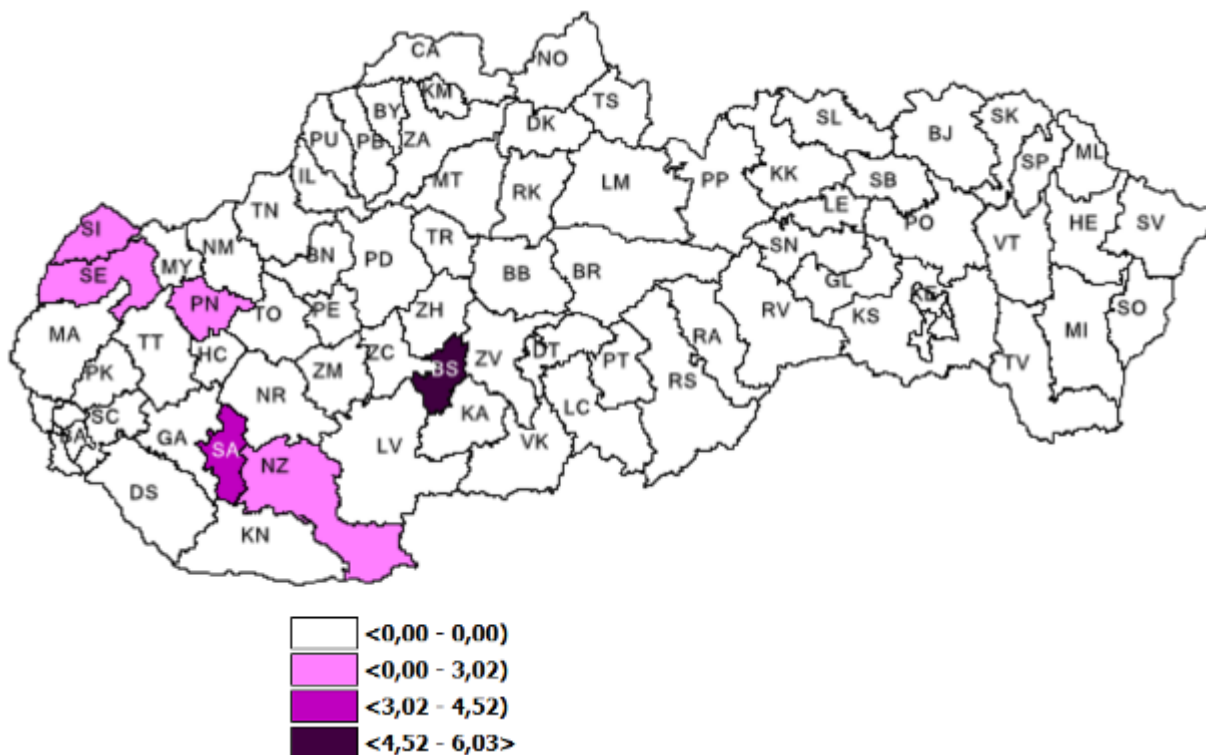 CA
NO
KM
TS
BY
PU
PB
ZA
DK
SL
BJ
SK
SP
ML
IL
MT
RK
LM
PP
KK
SB
TN
LE
PO
HE
SV
SI
NM
BN
PD
TR
SN
VT
SE
MY
BB
BR
GL
PN
TO
PE
ZH
RV
KS
KE
SO
MA
TT
HC
ZM
ZC
BS
ZV
DT
PT
RA
MI
PK
NR
RS
TV
SC
BA
GA
SA
NZ
LV
KA
VK
LC
DS
KN
<0,00 - 0,00)
<0,00 - 3,02)
<3,02 - 4,52)
<4,52 - 6,03>